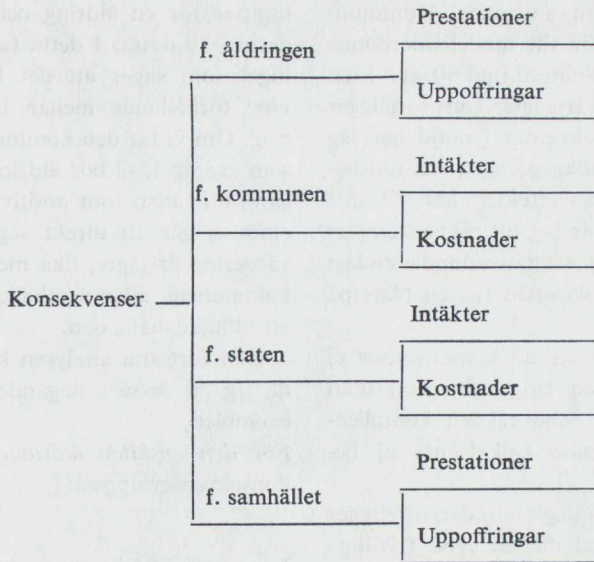 Prestationer
f. åldringen
Uppoffringar
Intäkter
f. kommunen
Kostnader
Konsekvenser
Intäkter
f. staten
Kostnader
Prestationer
f. samhället
Uppoffringar